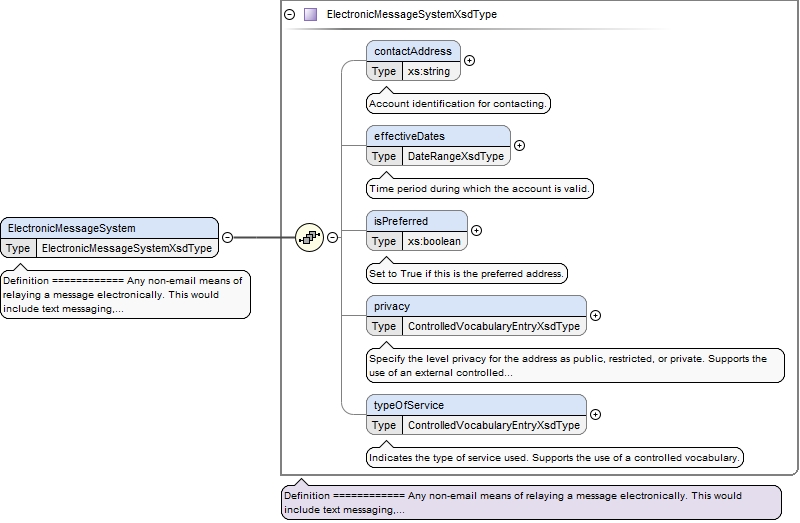 ElectronicMessageSystemXsdType
contactAddress
Type xs:string
Account identification for contacting.
effectiveDates
Type DateRangeXsdType
Time period during which the account is valid.
isPreferred
Type xs:boolean
Set to True if this is the preferred address.
ElectronicMessageSystem
Type ElectronicMessageSystemXsdType
Definition ============ Any non-email means of
relaying a message electronically. This would
include text messaging,...
privacy
Type ControlledVocabularyEntryXsdType
Specify the level privacy for the address as public, restricted, or private. Supports the
use of an external controlled...
typeOfService
Type ControlledVocabularyEntryXsdType
Indicates the type of service used. Supports the use of a controlled vocabulary.
Definition ============ Any non-email means of relaying a message electronically. This would
include text messaging,...